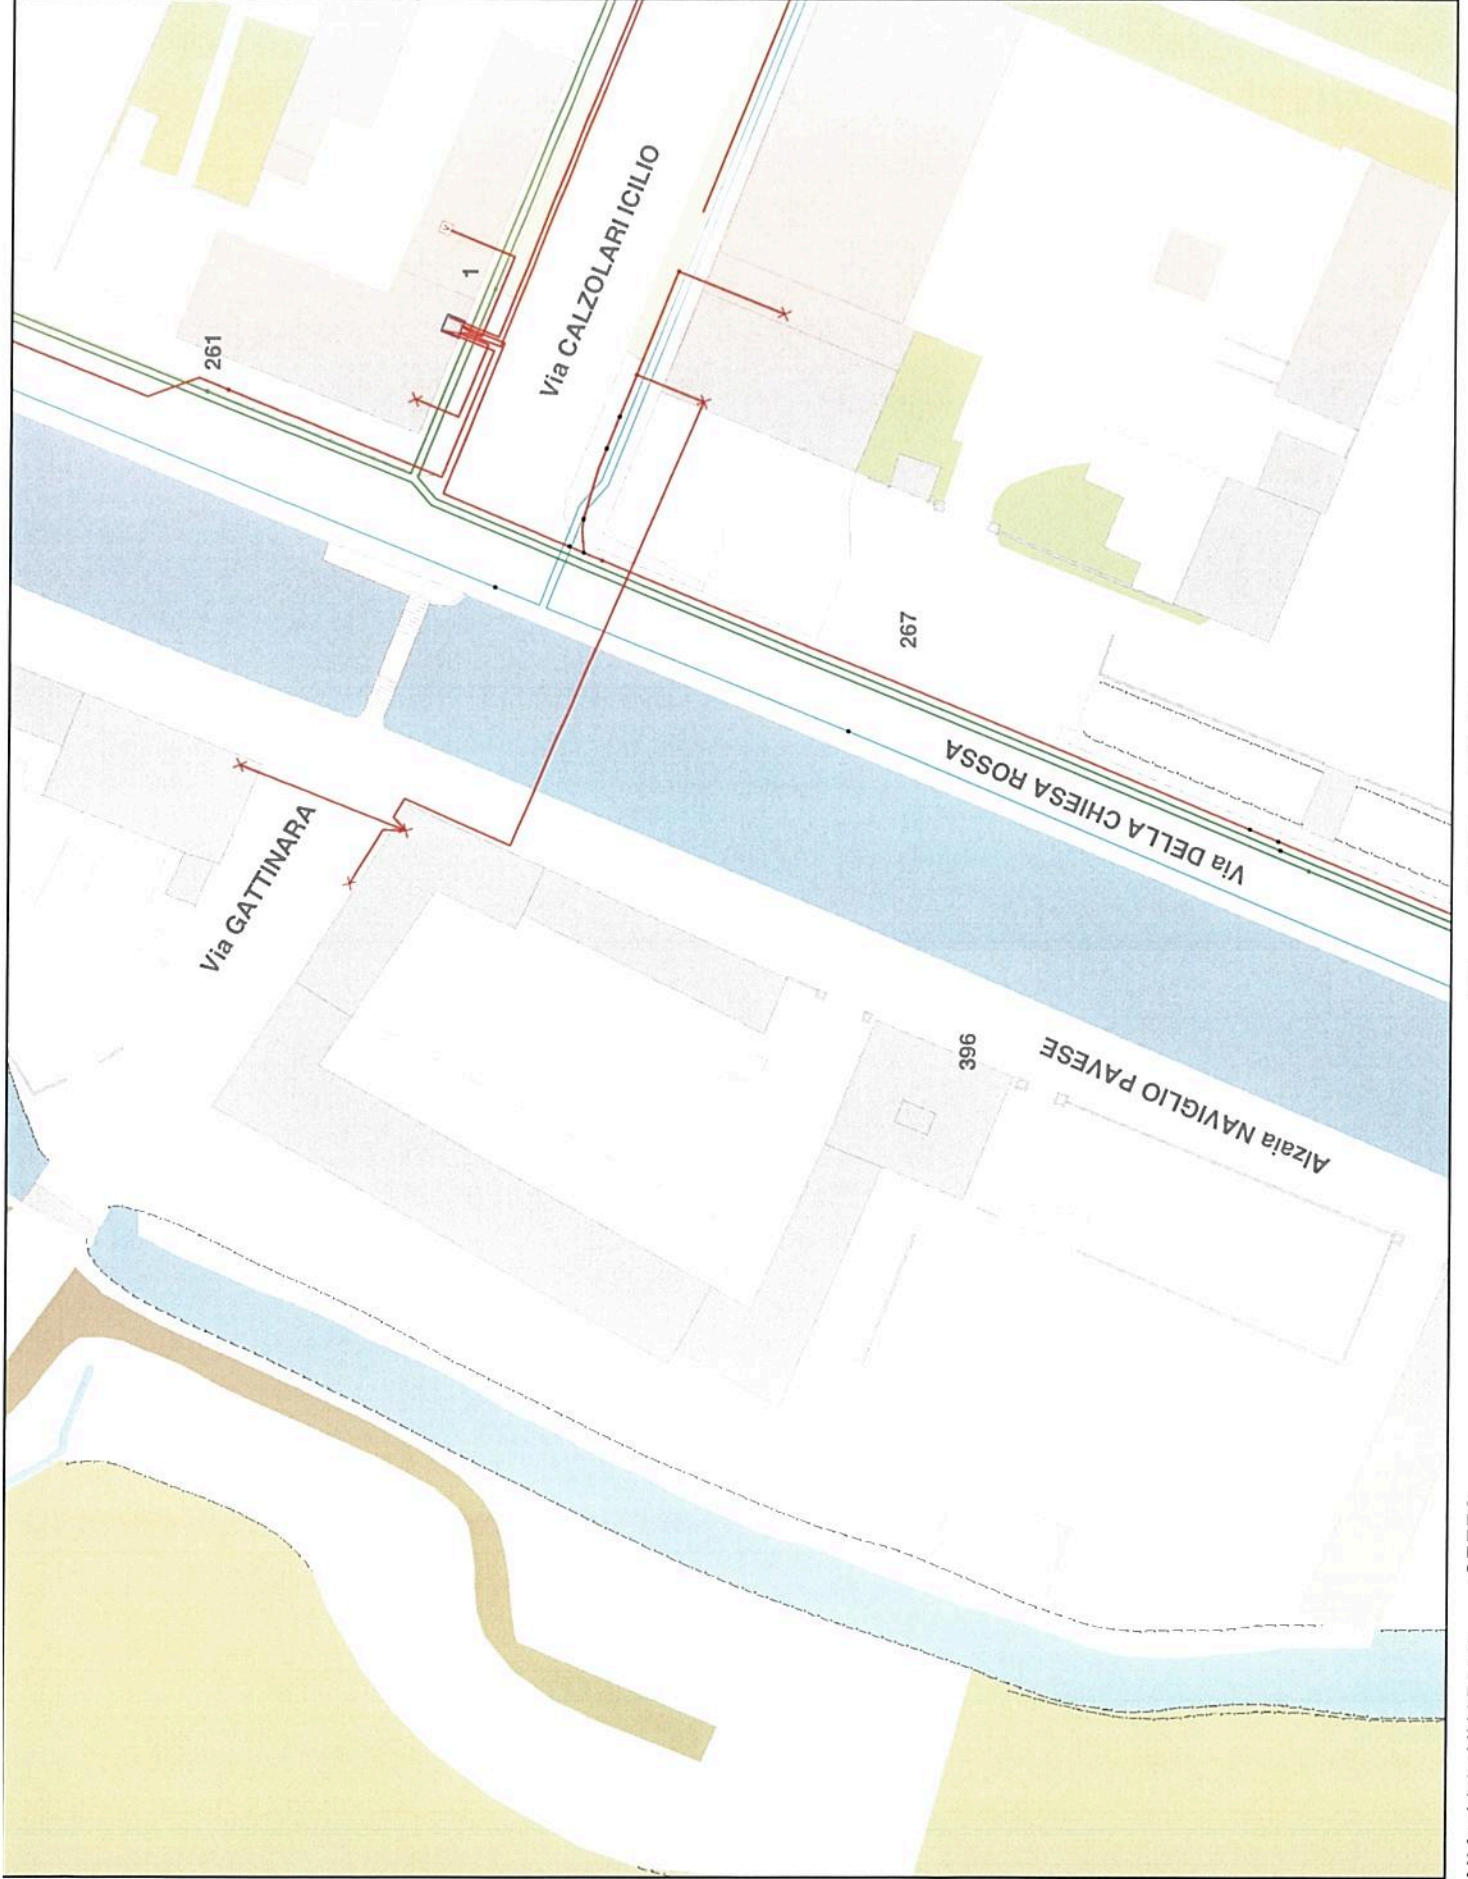 261
1
Via CALZOLARI ICILIO
Via GATTINARA
267
Via DELLA CHIESA ROSSA
396
Alzaia NAVIGLIO PAVESE